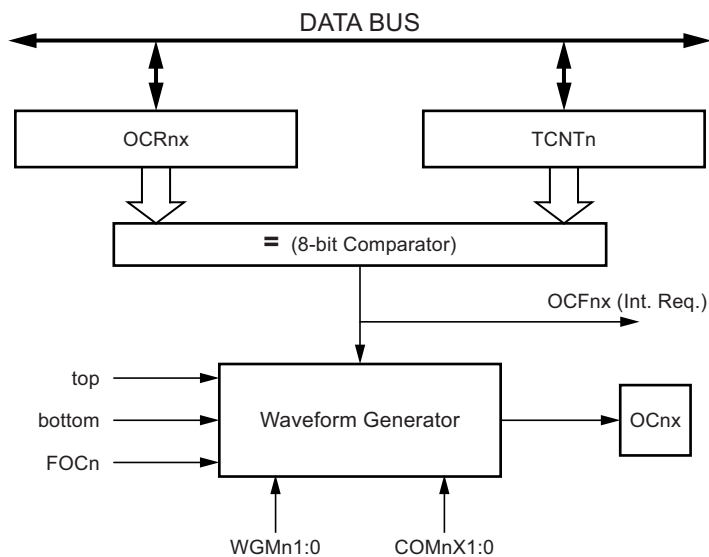 DATA BUS
OCRnx
TCNTn
= (8-bit Comparator)
OCFnx (Int. Req.)
top
bottom
FOCn
Waveform Generator
OCnx
WGMn1:0
COMnX1:0